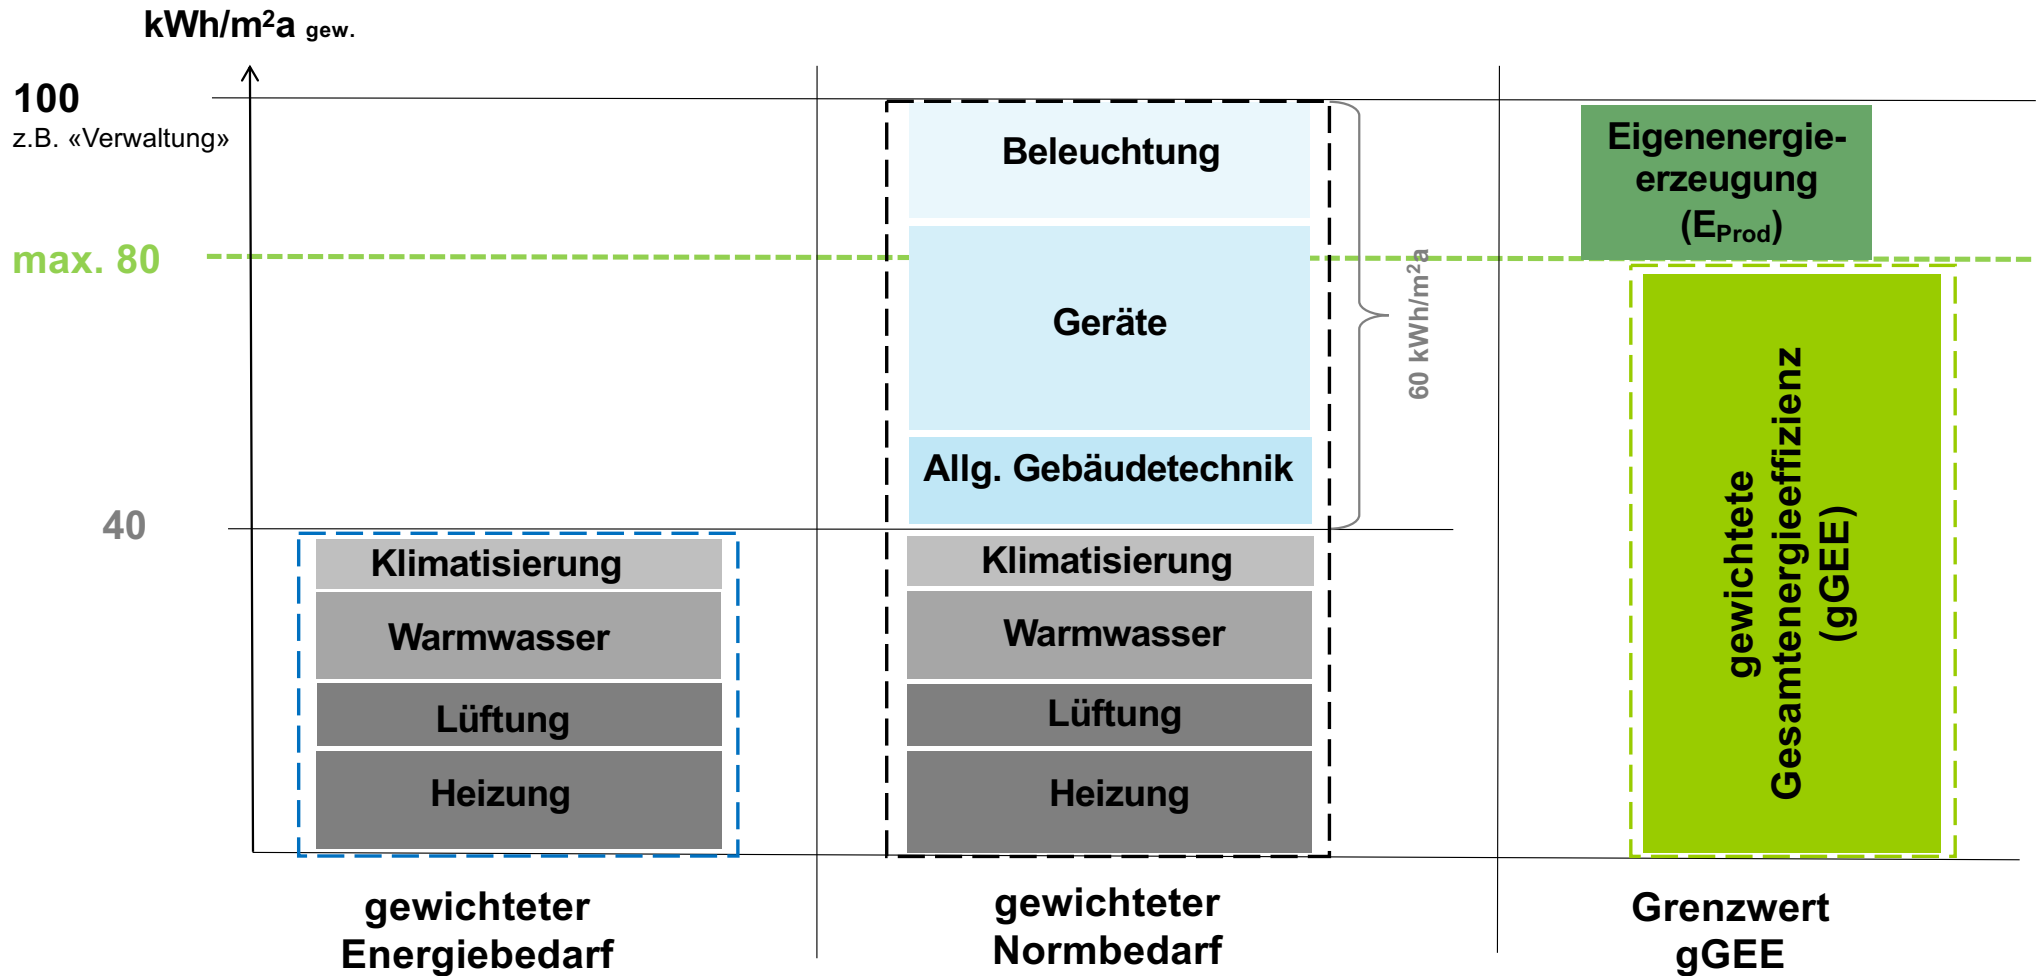 kWh/m²a gew.
100
z.B. «Verwaltung»
max. 80
40
Klimatisierung
Warmwasser
Lüftung
Heizung
gewichteter
Energiebedarf
Beleuchtung
Geräte
Allg. Gebäudetechnik
Klimatisierung
Warmwasser
Lüftung
Heizung
60 kWh/m²a
gewichteter
Normbedarf
Eigenenergie-
erzeugung
(EProd)
gewichtete
Gesamtenergieeffizienz
(gGEE)
Grenzwert
gGEE